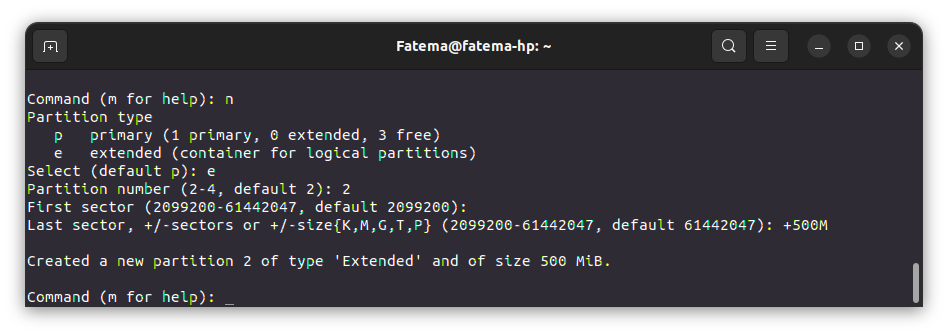 Fatema@fatema-hp: ~
Command (m for help): n
Partition type
   p   primary (1 primary, 0 extended, 3 free)
   e   extended (container for logical partitions)
Select (default p): e
Partition number (2-4, default 2): 2
First sector (2099200-61442047, default 2099200):
Last sector, +/-sectors or +/-size{K,M,G,T,P} (2099200-61442047, default 61442047): +500M
Created a new partition 2 of type 'Extended' and of size 500 MiB.
Command (m for help): _